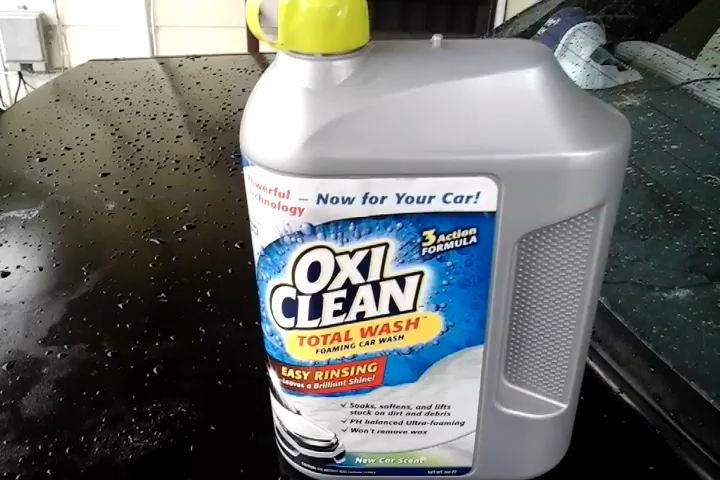 Powerful
Technology
– Now for Your Car!
3 Action
FORMULA
OXI
CLEAN
TOTAL WASH™
FOAMING CAR WASH
EASY RINSING
Leaves a Brilliant Shine!
✓ Soaks, softens, and lifts
stuck on dirt and debris
✓ PH balanced Ultra-foaming
✓ Won't remove wax
New Car Scent